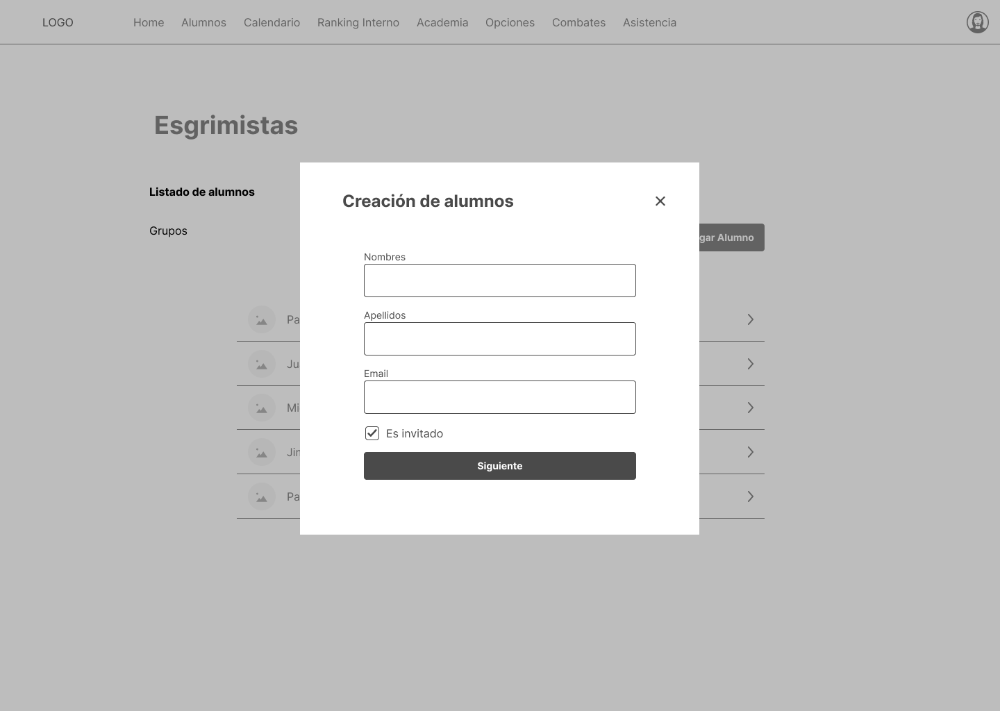 LOGO Home Alumnos Calendario Ranking Interno Academia Opciones Combates Asistencia
Esgrimistas
Listado de alumnos
Grupos
gar Alumno
Creación de alumnos
Nombres
Apellidos
Email
Es invitado
Siguiente
Pa
Ju
Mi
Jin
Pa